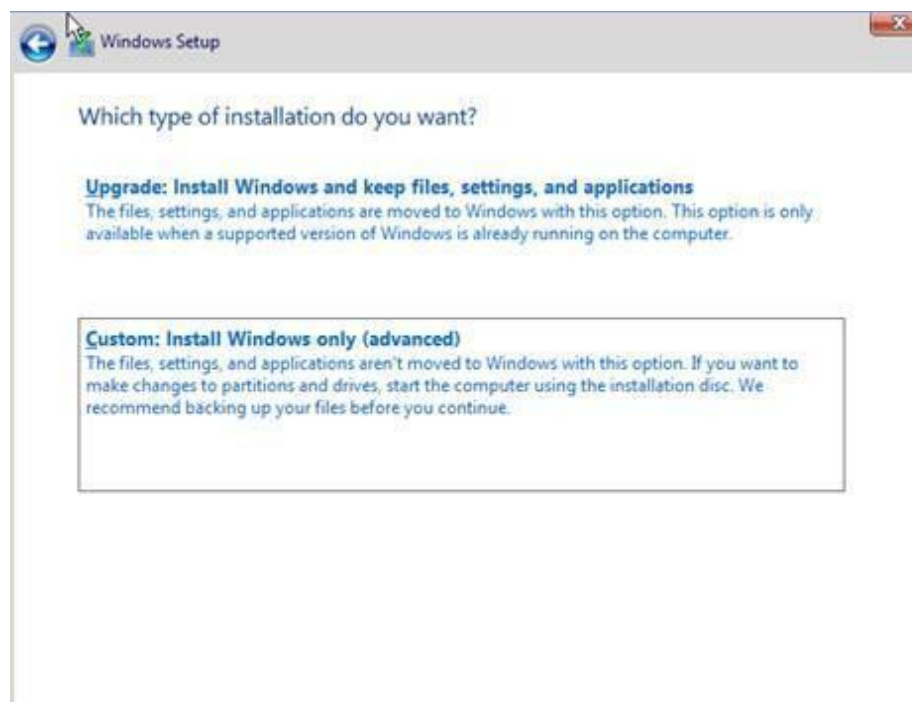 Windows Setup
Which type of installation do you want?
Upgrade: Install Windows and keep files, settings, and applications
The files, settings, and applications are moved to Windows with this option. This option is only
available when a supported version of Windows is already running on the computer.
Custom: Install Windows only (advanced)
The files, settings, and applications aren't moved to Windows with this option. If you want to
make changes to partitions and drives, start the computer using the installation disc. We
recommend backing up your files before you continue.